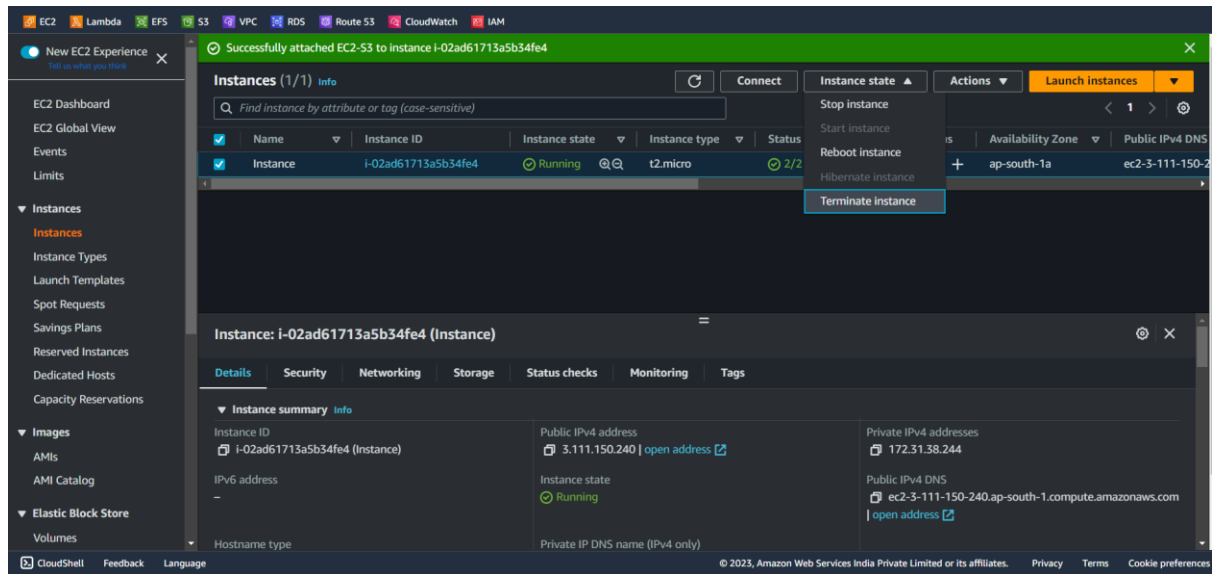 EC2 Lambda EFS S3 VPC RDS Route 53 CloudWatch IAM
New EC2 Experience
Tell us what you think
EC2 Dashboard
EC2 Global View
Events
Limits
Instances
Instances
Instance Types
Launch Templates
Spot Requests
Savings Plans
Reserved Instances
Dedicated Hosts
Capacity Reservations
Images
AMIs
AMI Catalog
Elastic Block Store
Volumes
Successfully attached EC2-S3 to instance i-02ad61713a5b34fe4
Instances (1/1) Info
Connect Instance state Actions Launch instances
Find instance by attribute or tag (case-sensitive)
1
Stop instance
Start instance
Reboot instance
Hibernate instance
Terminate instance
Name Instance ID Instance state Instance type Status Availability Zone Public IPv4 DNS
Instance i-02ad61713a5b34fe4 Running t2.micro 2/2 ap-south-1a ec2-3-111-150-2
Instance: i-02ad61713a5b34fe4 (Instance)
Details Security Networking Storage Status checks Monitoring Tags
Instance summary Info
Instance ID Public IPv4 address Private IPv4 addresses
i-02ad61713a5b34fe4 (Instance) 3.111.150.240 | open address 172.31.38.244
IPv6 address Instance state Public IPv4 DNS
– Running ec2-3-111-150-240.ap-south-1.compute.amazonaws.com
| open address
Hostname type Private IP DNS name (IPv4 only)
CloudShell Feedback Language © 2023, Amazon Web Services India Private Limited or its affiliates. Privacy Terms Cookie preferences